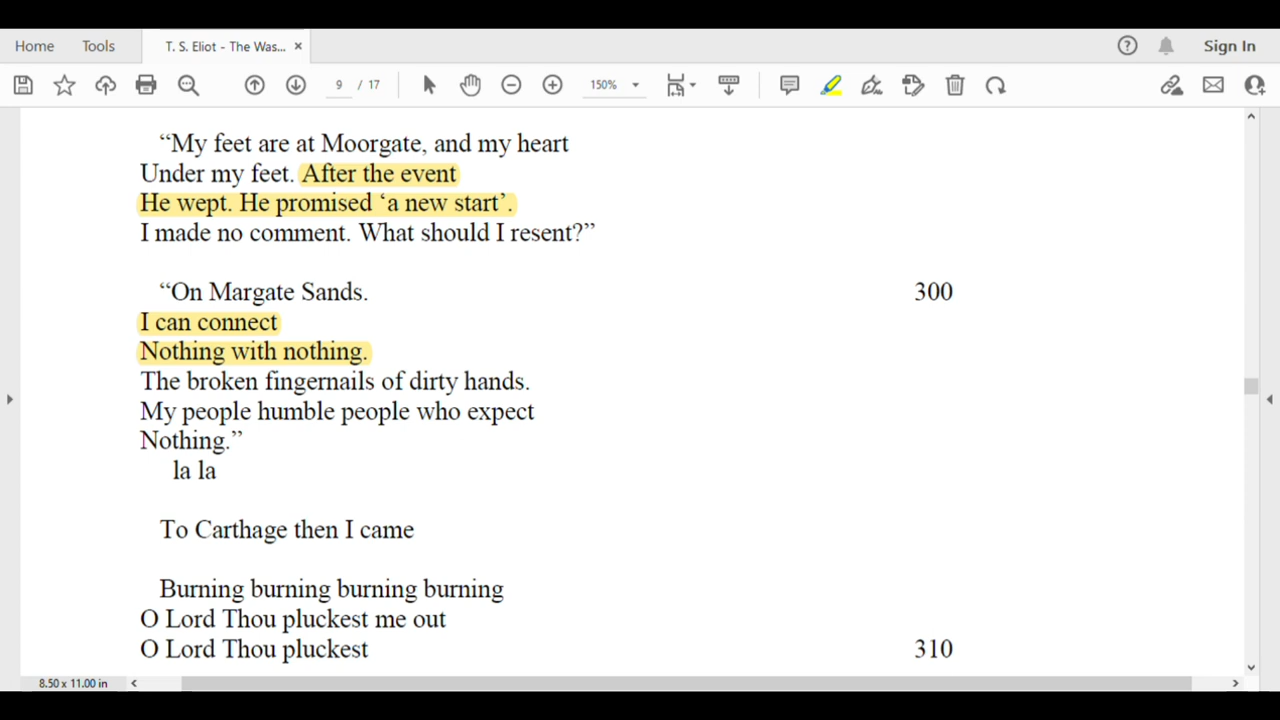 Home Tools T. S. Eliot - The Was... ×
9 / 17 150% Sign In
“My feet are at Moorgate, and my heart
Under my feet. After the event
He wept. He promised ‘a new start’.
I made no comment. What should I resent?”
“On Margate Sands. 300
I can connect
Nothing with nothing.
The broken fingernails of dirty hands.
My people humble people who expect
Nothing.”
la la
To Carthage then I came
Burning burning burning burning
O Lord Thou pluckest me out
O Lord Thou pluckest 310
8.50 x 11.00 in